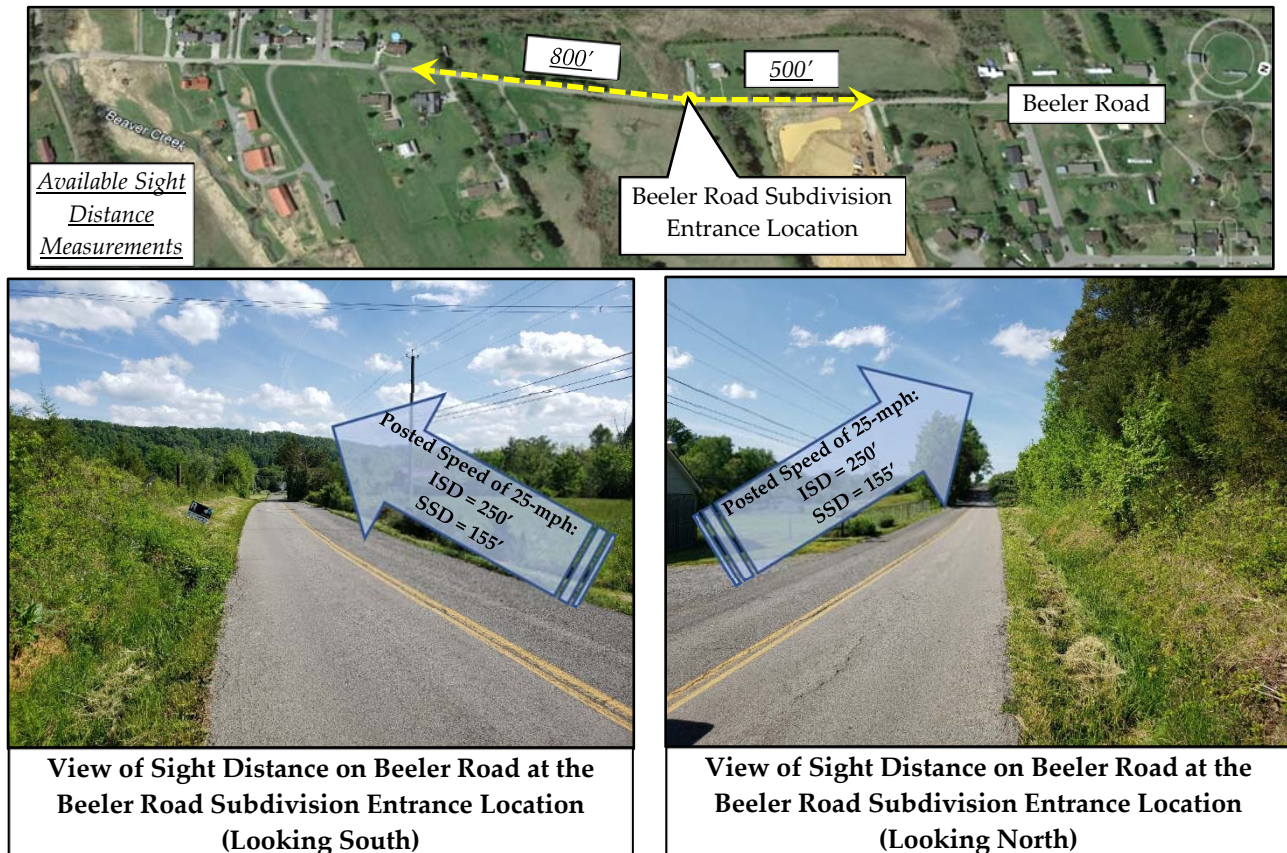 800'
500'
Beeler Road
Beaver Creek
N
Available Sight
Distance
Measurements
Beeler Road Subdivision
Entrance Location
Posted Speed of 25-mph:
ISD = 250'
SSD = 155'
Posted Speed of 25-mph:
ISD = 250'
SSD = 155'
View of Sight Distance on Beeler Road at the
Beeler Road Subdivision Entrance Location
(Looking South)
View of Sight Distance on Beeler Road at the
Beeler Road Subdivision Entrance Location
(Looking North)